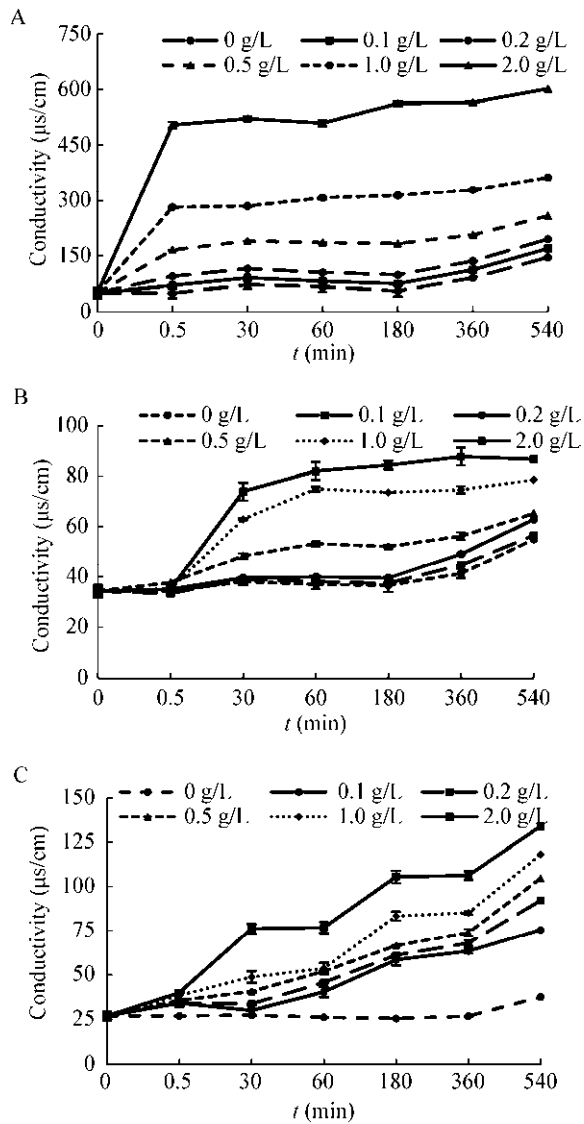 A
750
0 g/L 0.1 g/L 0.2 g/L
0.5 g/L 1.0 g/L 2.0 g/L
600
450
300
150
0
Conductivity (μs/cm)
0 0.5 30 60 180 360 540
t (min)
B
0 g/L 0.1 g/L 0.2 g/L
0.5 g/L 1.0 g/L 2.0 g/L
100
80
60
40
20
0
Conductivity (μs/cm)
0 0.5 30 60 180 360 540
t (min)
C
0 g/L 0.1 g/L 0.2 g/L
0.5 g/L 1.0 g/L 2.0 g/L
150
125
100
75
50
25
0
Conductivity (μs/cm)
0 0.5 30 60 180 360 540
t (min)